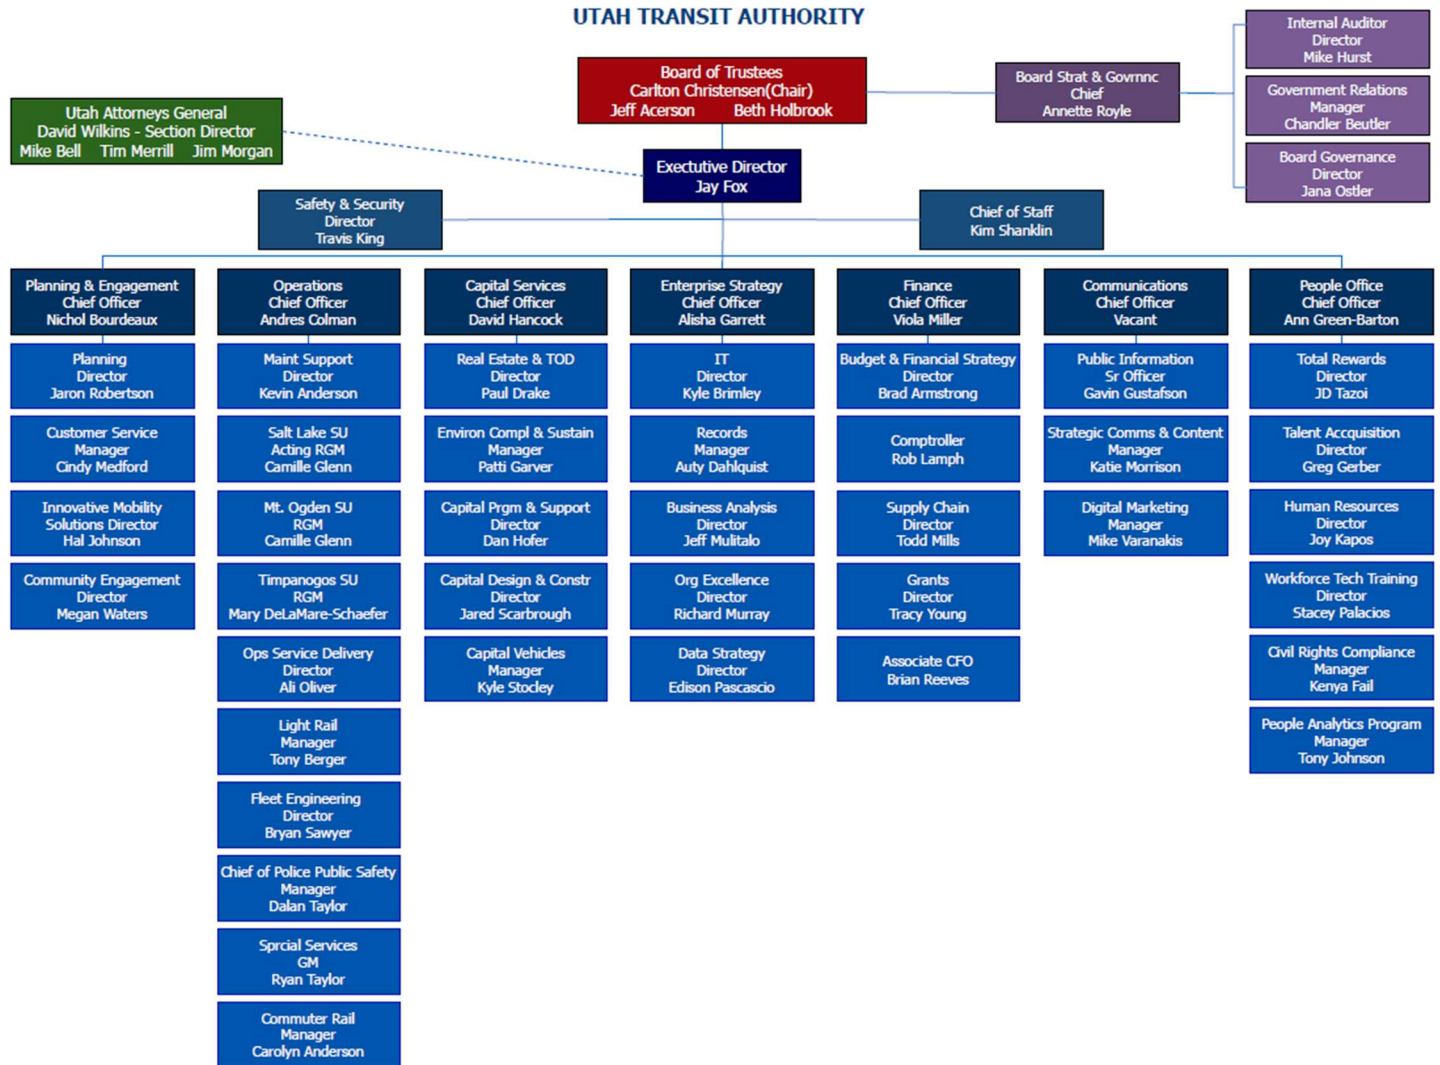 UTAH TRANSIT AUTHORITY
Internal Auditor
Director
Mike Hurst
Board of Trustees
Carlton Christensen(Chair)
Jeff Acerson Beth Holbrook
Board Strat & Govrnnc
Chief
Annette Royle
Government Relations
Manager
Chandler Beutler
Utah Attorneys General
David Wilkins - Section Director
Mike Bell Tim Merrill Jim Morgan
Board Governance
Director
Jana Ostler
Exectutive Director
Jay Fox
Safety & Security
Director
Travis King
Chief of Staff
Kim Shanklin
Planning & Engagement
Chief Officer
Nichol Bourdeaux
Planning
Director
Jaron Robertson
Customer Service
Manager
Cindy Medford
Innovative Mobility
Solutions Director
Hal Johnson
Community Engagement
Director
Megan Waters
Operations
Chief Officer
Andres Colman
Maint Support
Director
Kevin Anderson
Salt Lake SU
Acting RGM
Camille Glenn
Mt. Ogden SU
RGM
Camille Glenn
Timpanogos SU
RGM
Mary DeLaMare-Schaefer
Ops Service Delivery
Director
Ali Oliver
Light Rail
Manager
Tony Berger
Fleet Engineering
Director
Bryan Sawyer
Chief of Police Public Safety
Manager
Dalan Taylor
Sprcial Services
GM
Ryan Taylor
Commuter Rail
Manager
Carolyn Anderson
Capital Services
Chief Officer
David Hancock
Real Estate & TOD
Director
Paul Drake
Environ Compl & Sustain
Manager
Patti Garver
Capital Prgm & Support
Director
Dan Hofer
Capital Design & Constr
Director
Jared Scarbrough
Capital Vehicles
Manager
Kyle Stocley
Enterprise Strategy
Chief Officer
Alisha Garrett
IT
Director
Kyle Brimley
Records
Manager
Auty Dahlquist
Business Analysis
Director
Jeff Mulitalo
Org Excellence
Director
Richard Murray
Data Strategy
Director
Edison Pascascio
Finance
Chief Officer
Viola Miller
Budget & Financial Strategy
Director
Brad Armstrong
Comptroller
Rob Lamph
Supply Chain
Director
Todd Mills
Grants
Director
Tracy Young
Associate CFO
Brian Reeves
Communications
Chief Officer
Vacant
Public Information
Sr Officer
Gavin Gustafson
Strategic Comms & Content
Manager
Katie Morrison
Digital Marketing
Manager
Mike Varanakis
People Office
Chief Officer
Ann Green-Barton
Total Rewards
Director
JD Tazoi
Talent Accquisition
Director
Greg Gerber
Human Resources
Director
Joy Kapos
Workforce Tech Training
Director
Stacey Palacios
Civil Rights Compliance
Manager
Kenya Fail
People Analytics Program
Manager
Tony Johnson